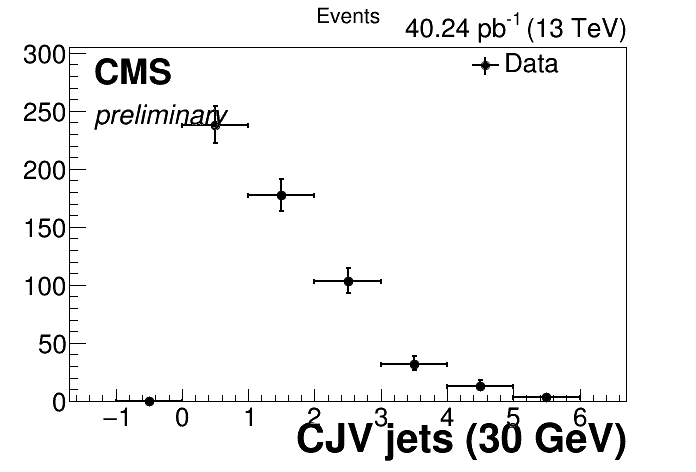 Events
40.24 pb-1 (13 TeV)
CMS
preliminary
Data
300
250
200
150
100
50
0
−1 0 1 2 3 4 5 6
CJV jets (30 GeV)